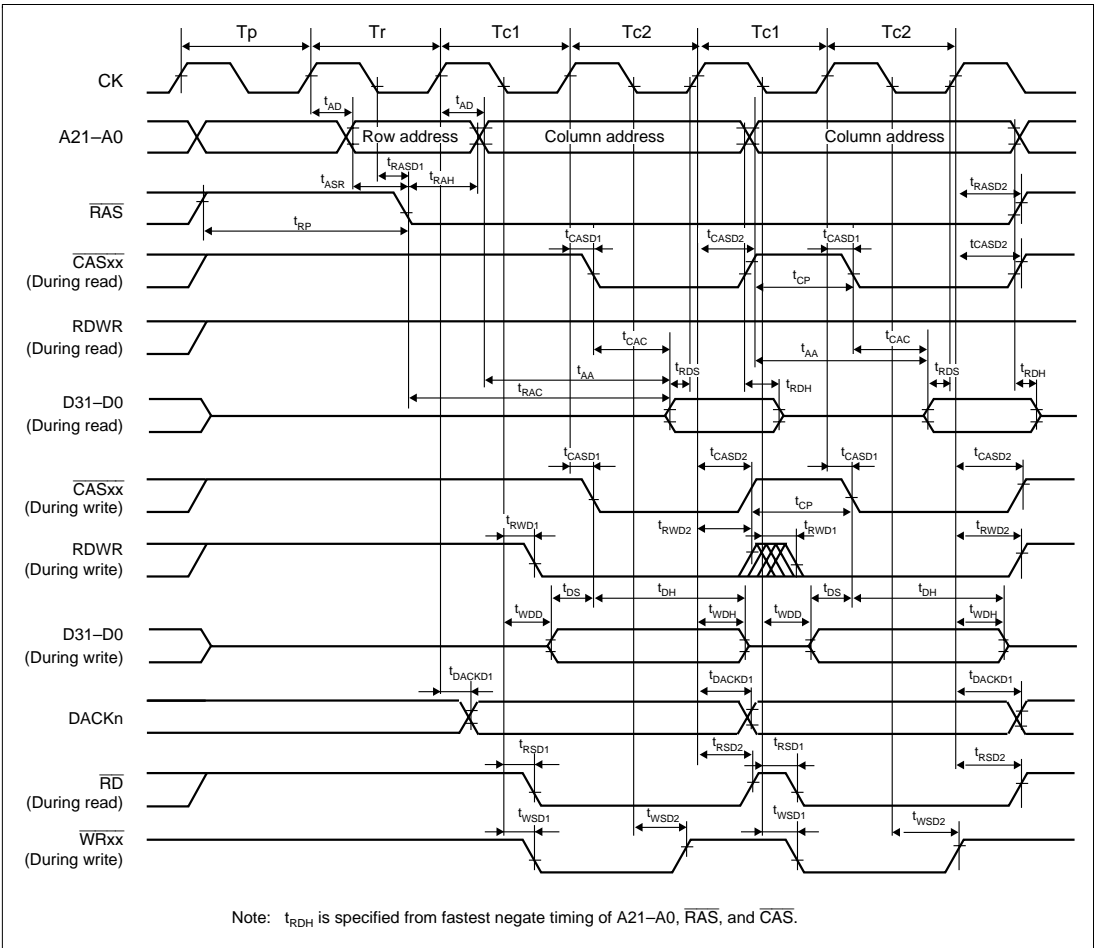 Tp Tr Tc1 Tc2 Tc1 Tc2
CK
tAD tAD
A21–A0 Row address Column address Column address
tRASD1
tASR tRAH tRASD2
RAS
tRP
tCASD1 tCASD2 tCASD1 tCASD2
CASxx
(During read)
tCP
RDWR
(During read)
tCAC tCAC
tAA tRDS tAA tRDS
tRAC tRDH tRDH
D31–D0
(During read)
tCASD1 tCASD2 tCASD1 tCASD2
CASxx
(During write)
tCP
tRWD1 tRWD2 tRWD1 tRWD2
RDWR
(During write)
tDS tDH tDS tDH
tWDD tWDH tWDD tWDH
D31–D0
(During write)
tDACKD1 tDACKD1 tDACKD1
DACKn
tRSD1 tRSD2 tRSD1 tRSD2
RD
(During read)
tWSD1 tWSD2 tWSD1 tWSD2
WRxx
(During write)
Note: tRDH is specified from fastest negate timing of A21–A0, RAS, and CAS.